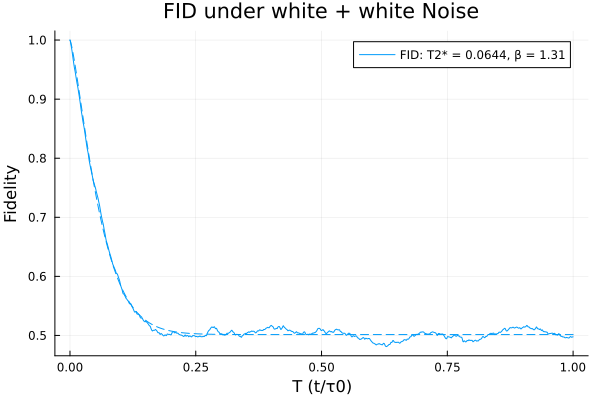 FID under white + white Noise
FID: T2* = 0.0644, β = 1.31
Fidelity
1.0
0.9
0.8
0.7
0.6
0.5
0.00
0.25
0.50
0.75
1.00
T (t/τ0)